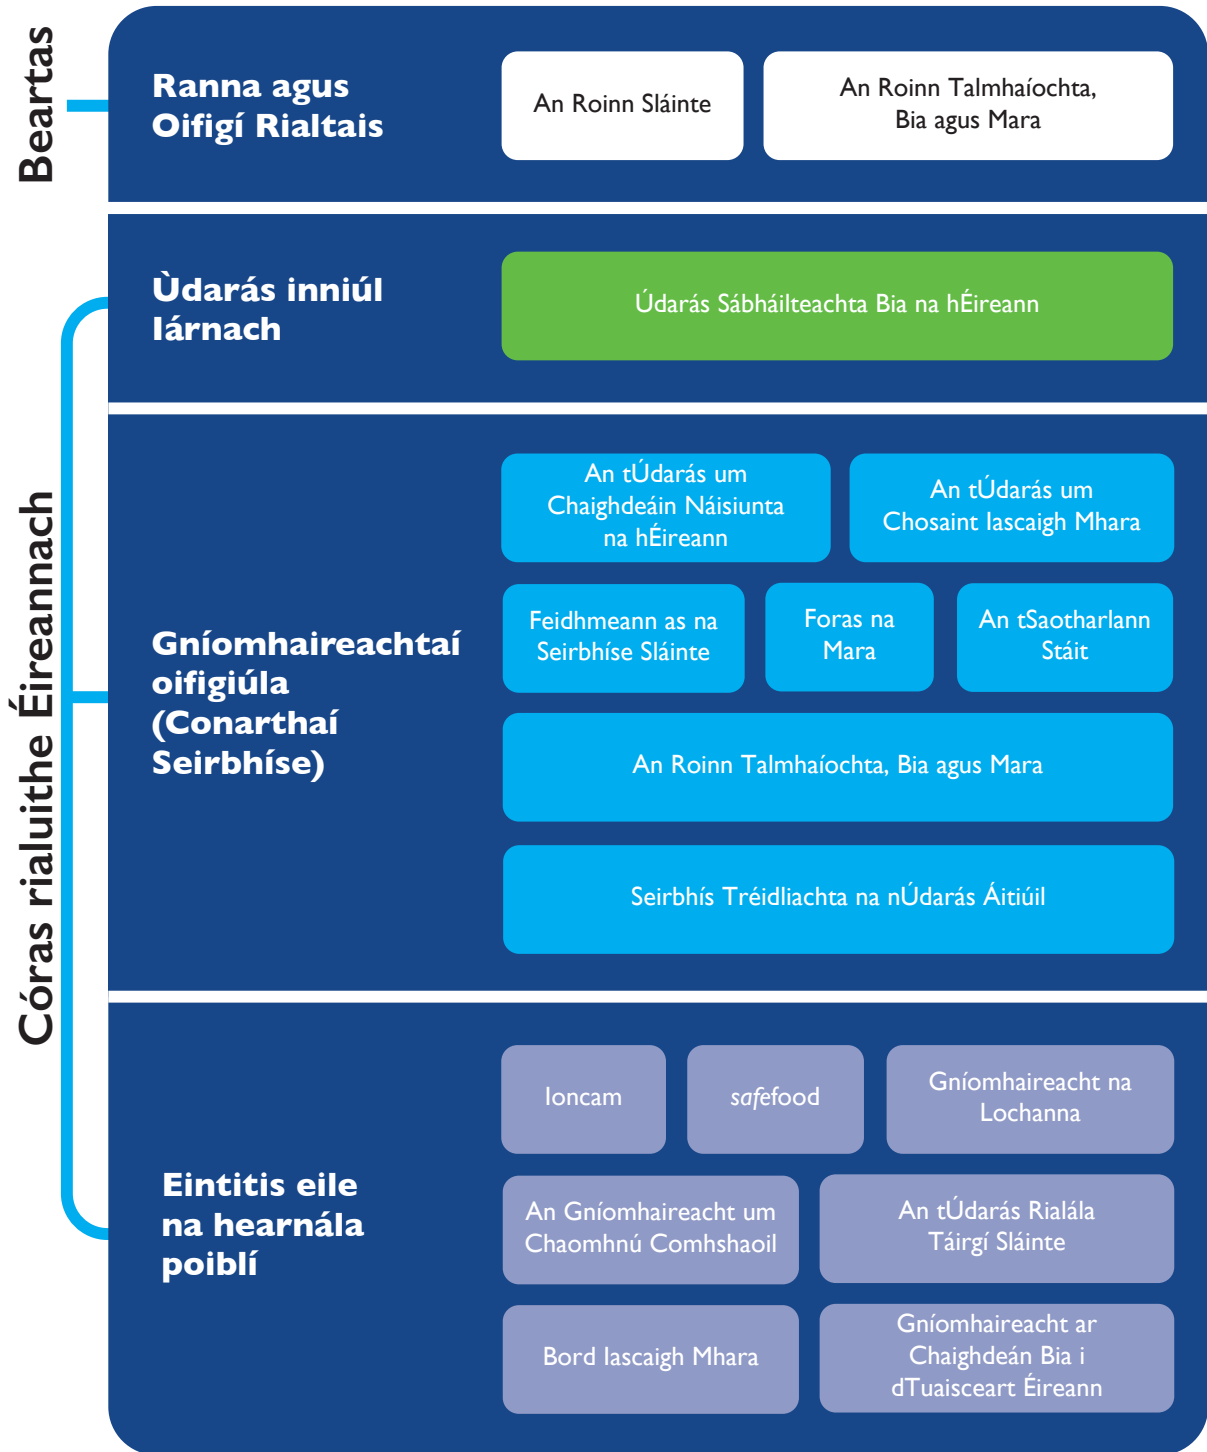 Beartas
Ranna agus
Oifigí Rialtais
An Roinn Sláinte
An Roinn Talmhaíochta,
Bia agus Mara
Córas rialuithe Éireannach
Ùdarás inniúl
lárnach
Údarás Sábháilteachta Bia na hÉireann
Gníomhaireachtaí
oifigiúla
(Conarthaí
Seirbhíse)
An tÚdarás um
Chaighdeáin Náisiunta
na hÉireann
An tÚdarás um
Chosaint Iascaigh Mhara
Feidhmeann as na
Seirbhíse Sláinte
Foras na
Mara
An tSaotharlann
Stáit
An Roinn Talmhaíochta, Bia agus Mara
Seirbhís Tréidliachta na nÚdarás Áitiúil
Eintitis eile
na hearnála
poiblí
Ioncam
safefood
Gníomhaireacht na
Lochanna
An Gníomhaireacht um
Chaomhnú Comhshaoil
An tÚdarás Rialála
Táirgí Sláinte
Bord Iascaigh Mhara
Gníomhaireacht ar
Chaighdeán Bia i
dTuaisceart Éireann